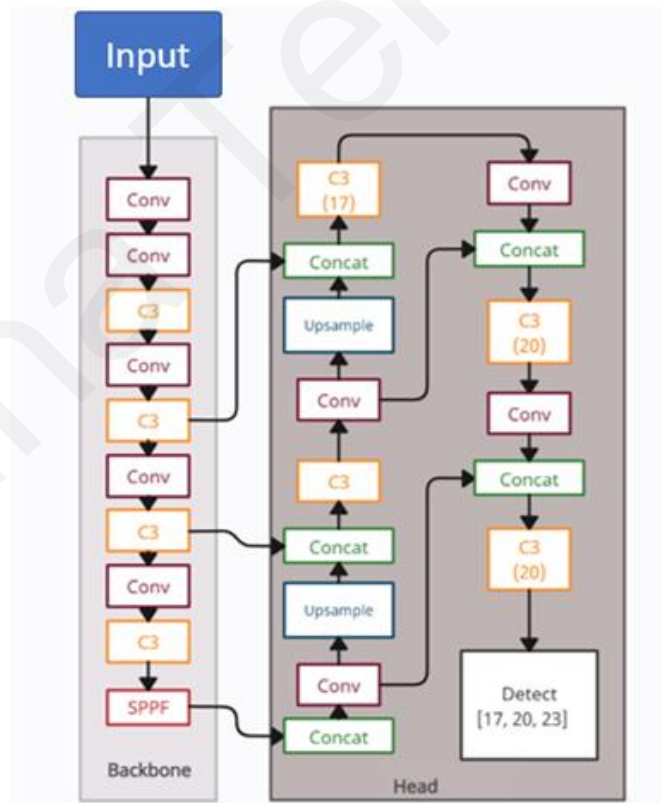 Input
Conv
Conv
C3
Conv
C3
Conv
C3
Conv
C3
SPPF
Backbone
C3
(17)
Concat
Upsample
Conv
C3
Concat
Upsample
Conv
Concat
Conv
Concat
C3
(20)
Conv
Concat
C3
(20)
Detect
[17, 20, 23]
Head